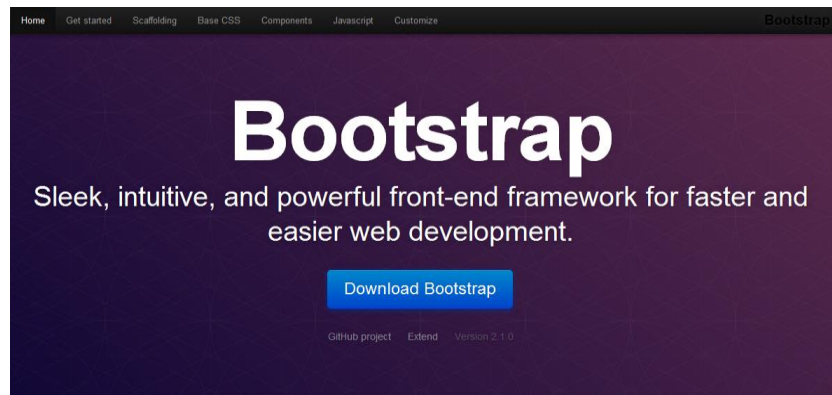 Home Get started Scaffolding Base CSS Components Javascript Customize Bootstrap
Bootstrap
Sleek, intuitive, and powerful front-end framework for faster and
easier web development.
Download Bootstrap
GitHub project Extend Version 2.1.0